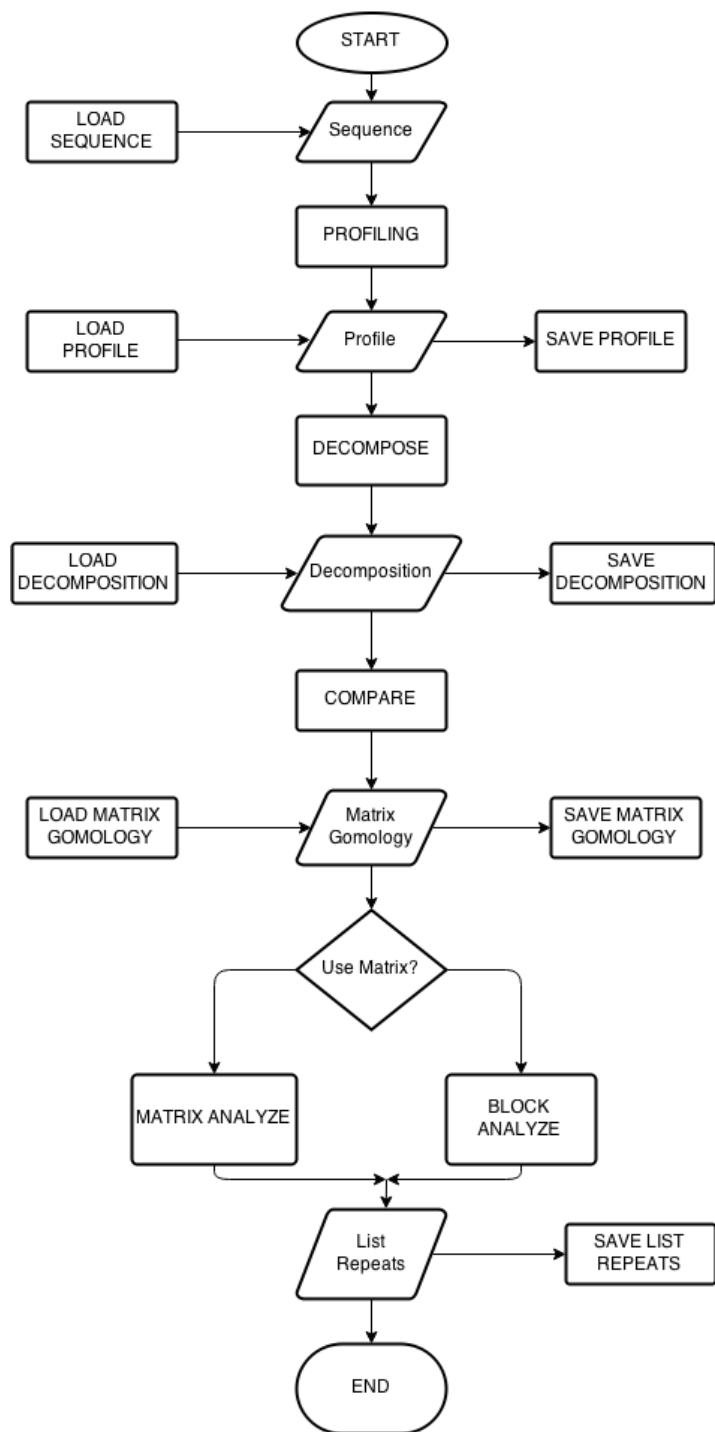 START
LOAD
SEQUENCE
Sequence
PROFILING
LOAD
PROFILE
Profile
SAVE PROFILE
DECOMPOSE
LOAD
DECOMPOSITION
Decomposition
SAVE
DECOMPOSITION
COMPARE
LOAD MATRIX
GOMOLOGY
Matrix
Gomology
SAVE MATRIX
GOMOLOGY
Use Matrix?
MATRIX ANALYZE
BLOCK
ANALYZE
List
Repeats
SAVE LIST
REPEATS
END